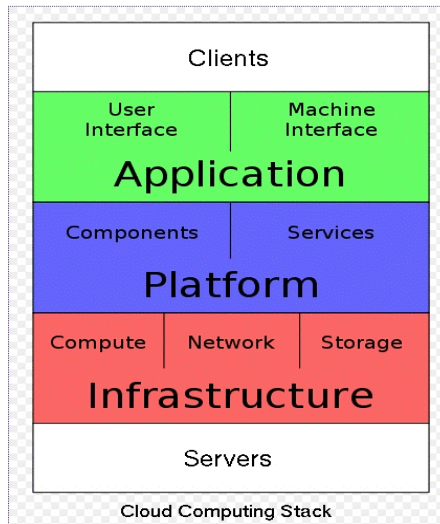 Clients
User Interface
Machine Interface
Application
Components
Services
Platform
Compute
Network
Storage
Infrastructure
Servers
Cloud Computing Stack